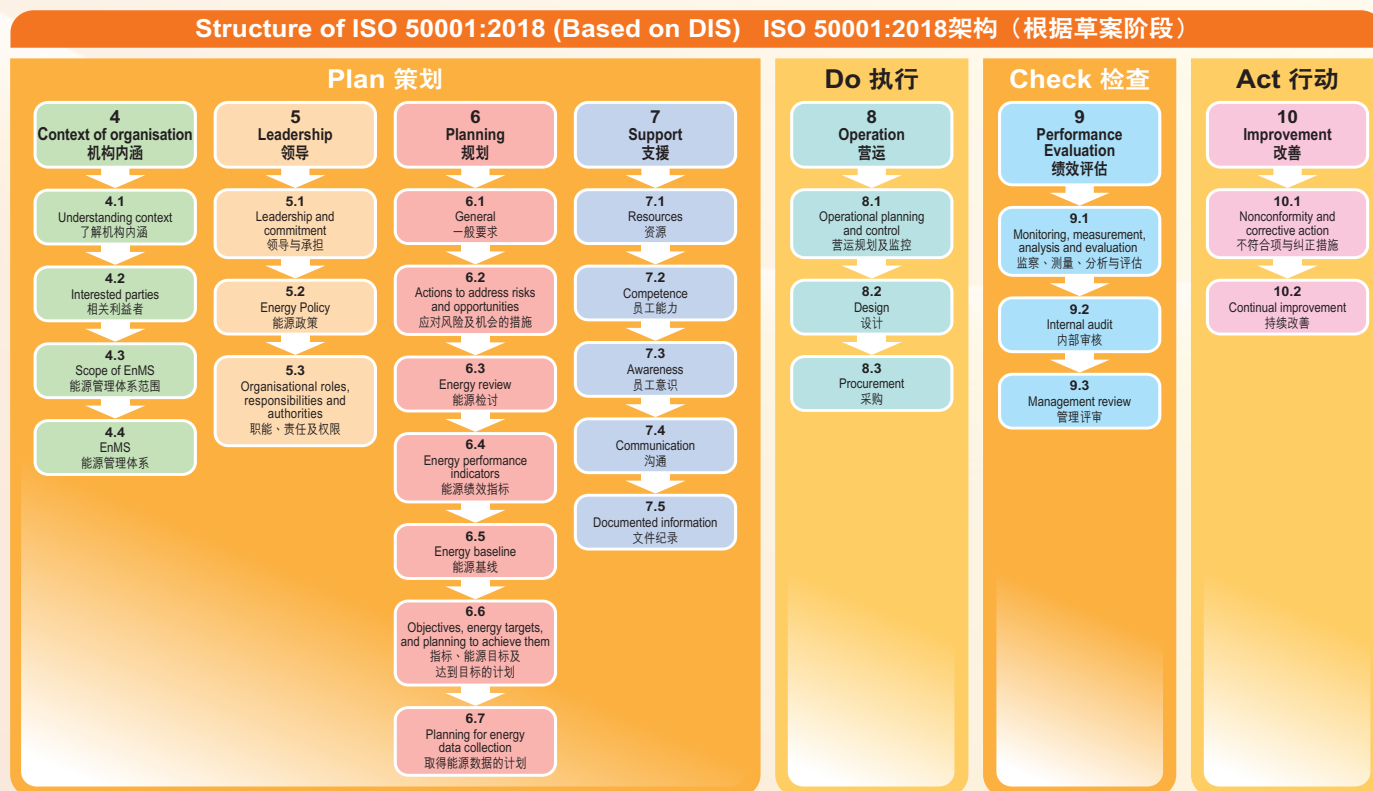 Structure of ISO 50001:2018 (Based on DIS) ISO 50001:2018架构（根据草案阶段）
Plan 策划
4
Context of organisation
机构内涵
4.1
Understanding context
了解机构内涵
4.2
Interested parties
相关利益者
4.3
Scope of EnMS
能源管理体系范围
4.4
EnMS
能源管理体系
5
Leadership
领导
5.1
Leadership and
commitment
领导与承担
5.2
Energy Policy
能源政策
5.3
Organisational roles,
responsibilities and
authorities
职能、责任及权限
6
Planning
规划
6.1
General
一般要求
6.2
Actions to address risks
and opportunities
应对风险及机会的措施
6.3
Energy review
能源检讨
6.4
Energy performance
indicators
能源绩效指标
6.5
Energy baseline
能源基线
6.6
Objectives, energy targets,
and planning to achieve them
指标、能源目标及
达到目标的计划
6.7
Planning for energy
data collection
取得能源数据的计划
7
Support
支援
7.1
Resources
资源
7.2
Competence
员工能力
7.3
Awareness
员工意识
7.4
Communication
沟通
7.5
Documented information
文件纪录
Do 执行
8
Operation
营运
8.1
Operational planning
and control
营运规划及监控
8.2
Design
设计
8.3
Procurement
采购
Check 检查
9
Performance
Evaluation
绩效评估
9.1
Monitoring, measurement,
analysis and evaluation
监察、测量、分析与评估
9.2
Internal audit
内部审核
9.3
Management review
管理评审
Act 行动
10
Improvement
改善
10.1
Nonconformity and
corrective action
不符合项与纠正措施
10.2
Continual improvement
持续改善